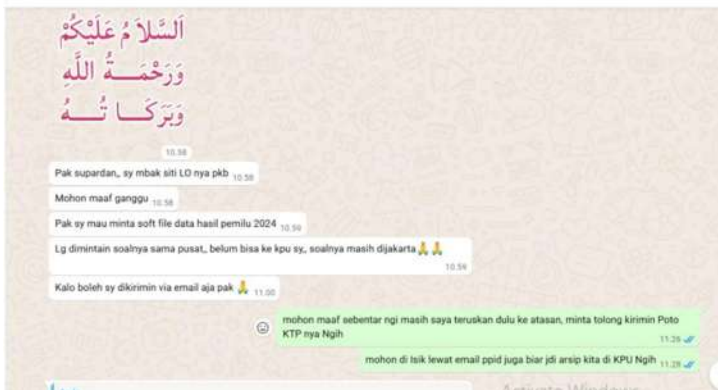 اَلسَّلاَ مُ عَلَيْكُمْ
وَرَحْمَـــةُ اللَّهِ
وَبَرَكَـــا تُـــهُ
10.58
Pak supardan,, sy mbak siti LO nya pkb 10.58
Mohon maaf ganggu 10.58
Pak sy mau minta soft file data hasil pemilu 2024 10.59
Lg dimintain soalnya sama pusat,, belum bisa ke kpu sy,, soalnya masih dijakarta🙏🙏
10.59
Kalo boleh sy dikirimin via email aja pak 🙏 11.00
mohon maaf sebentar ngi masih saya teruskan dulu ke atasan, minta tolong kirimin Poto
KTP nya Ngih
11.26
mohon di Isik lewat email ppid juga biar jdi arsip kita di KPU Ngih 11.28
Activate Windows